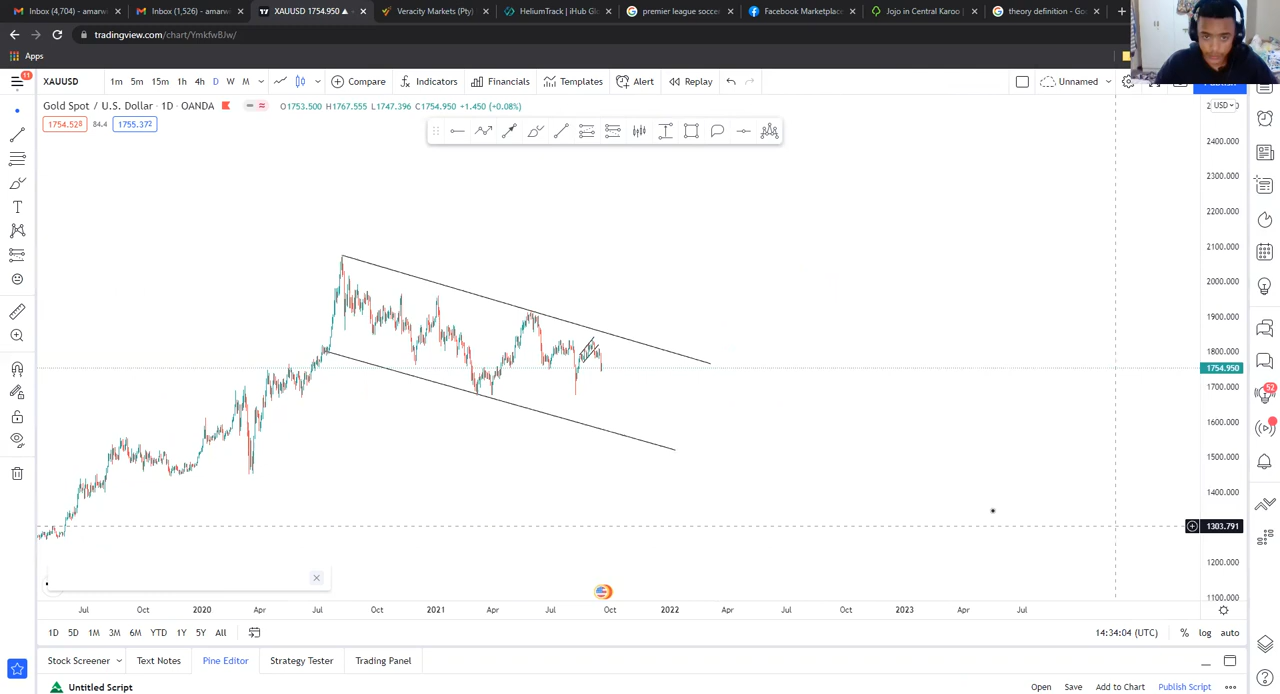 Inbox (4,704) - amarw
Inbox (1,526) - amarw
XAUUSD 1754.950 ▲
Veracity Markets (Pty)
HeliumTrack | iHub Glo
premier league soccer
Facebook Marketplac
Jojo in Central Karoo |
theory definition - Go
tradingview.com/chart/YmkfwBJw/
Apps
11
XAUUSD 1m 5m 15m 1h 4h D W M Compare Indicators Financials Templates Alert Replay Unnamed
Gold Spot / U.S. Dollar · 1D · OANDA O1753.500 H1767.555 L1747.396 C1754.950 +1.450 (+0.08%)
USD
1754.528 84.4 1755.372
2400.000
2300.000
2200.000
2100.000
2000.000
1900.000
1800.000
1754.950
1700.000
1600.000
1500.000
1400.000
1303.791
1200.000
1100.000
52
Jul Oct 2020 Apr Jul Oct 2021 Apr Jul Oct 2022 Apr Jul Oct 2023 Apr Jul
1D 5D 1M 3M 6M YTD 1Y 5Y All 14:34:04 (UTC) % log auto
Stock Screener Text Notes Pine Editor Strategy Tester Trading Panel
Untitled Script Open Save Add to Chart Publish Script